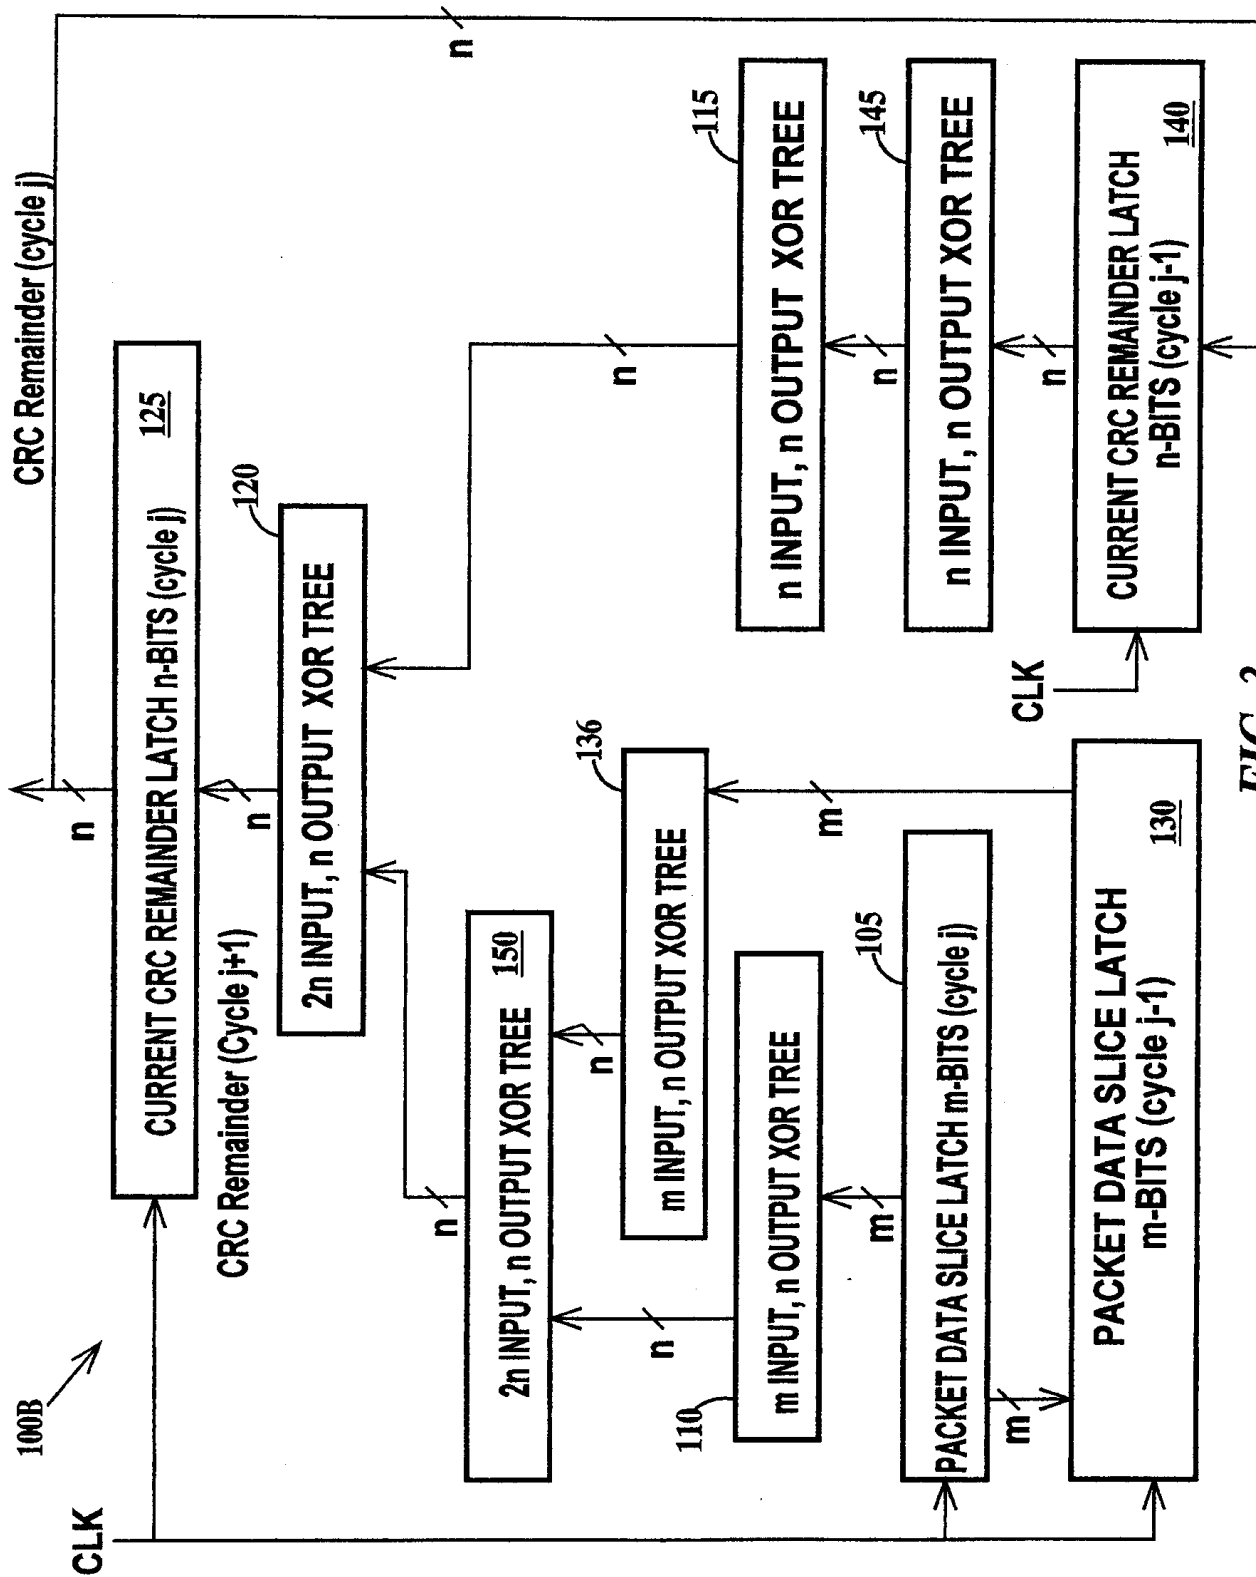 100B
CLK
CRC Remainder (cycle j)
n
n
CURRENT CRC REMAINDER LATCH n-BITS (cycle j)
125
CRC Remainder (Cycle j+1)
n
120
2n INPUT, n OUTPUT XOR TREE
n
2n INPUT, n OUTPUT XOR TREE
150
n
136
m INPUT, n OUTPUT XOR TREE
n
n
110
m INPUT, n OUTPUT XOR TREE
115
n INPUT, n OUTPUT XOR TREE
m
m
n
105
PACKET DATA SLICE LATCH m-BITS (cycle j)
145
n INPUT, n OUTPUT XOR TREE
m
CLK
n
PACKET DATA SLICE LATCH
m-BITS (cycle j-1)
130
CURRENT CRC REMAINDER LATCH
n-BITS (cycle j-1)
140
FIG.